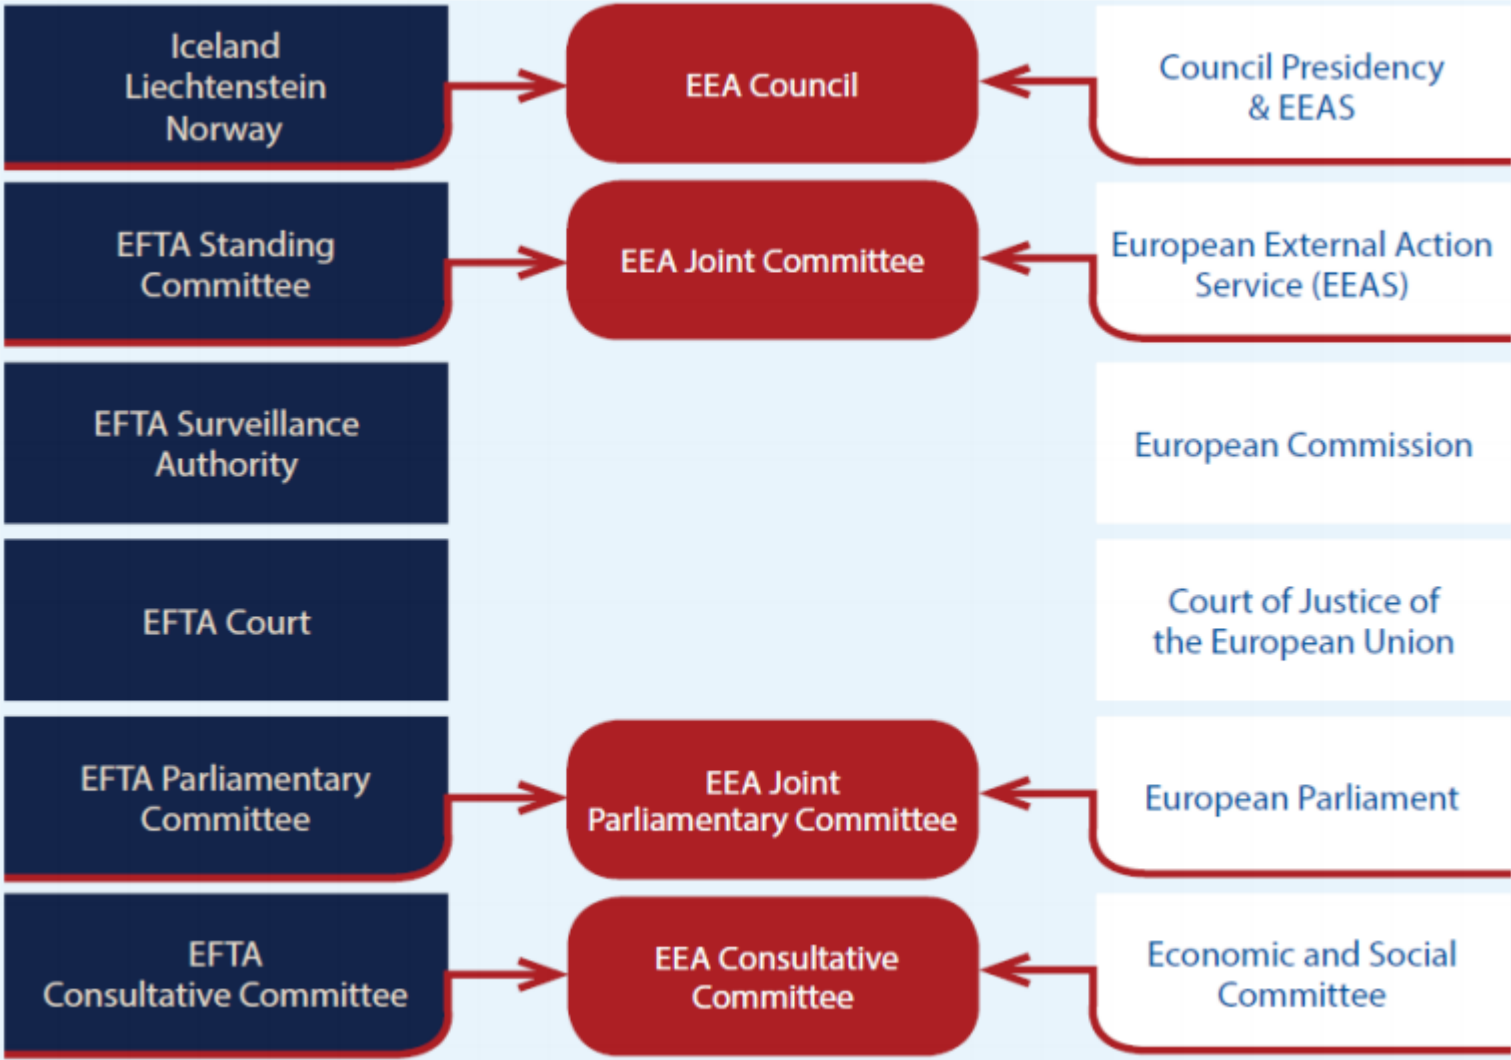 Iceland
Liechtenstein
Norway
EEA Council
Council Presidency
& EEAS
EFTA Standing
Committee
EEA Joint Committee
European External Action
Service (EEAS)
EFTA Surveillance
Authority
European Commission
EFTA Court
Court of Justice of
the European Union
EFTA Parliamentary
Committee
EEA Joint
Parliamentary Committee
European Parliament
EFTA
Consultative Committee
EEA Consultative
Committee
Economic and Social
Committee